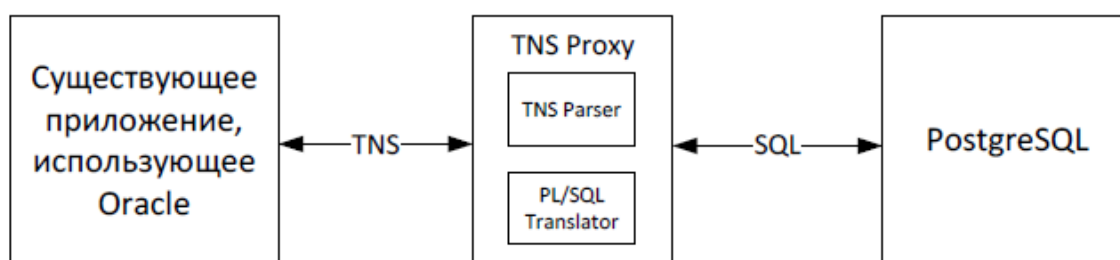 Существующее
приложение,
использующее
Oracle
TNS
TNS Proxy
TNS Parser
PL/SQL
Translator
SQL
PostgreSQL